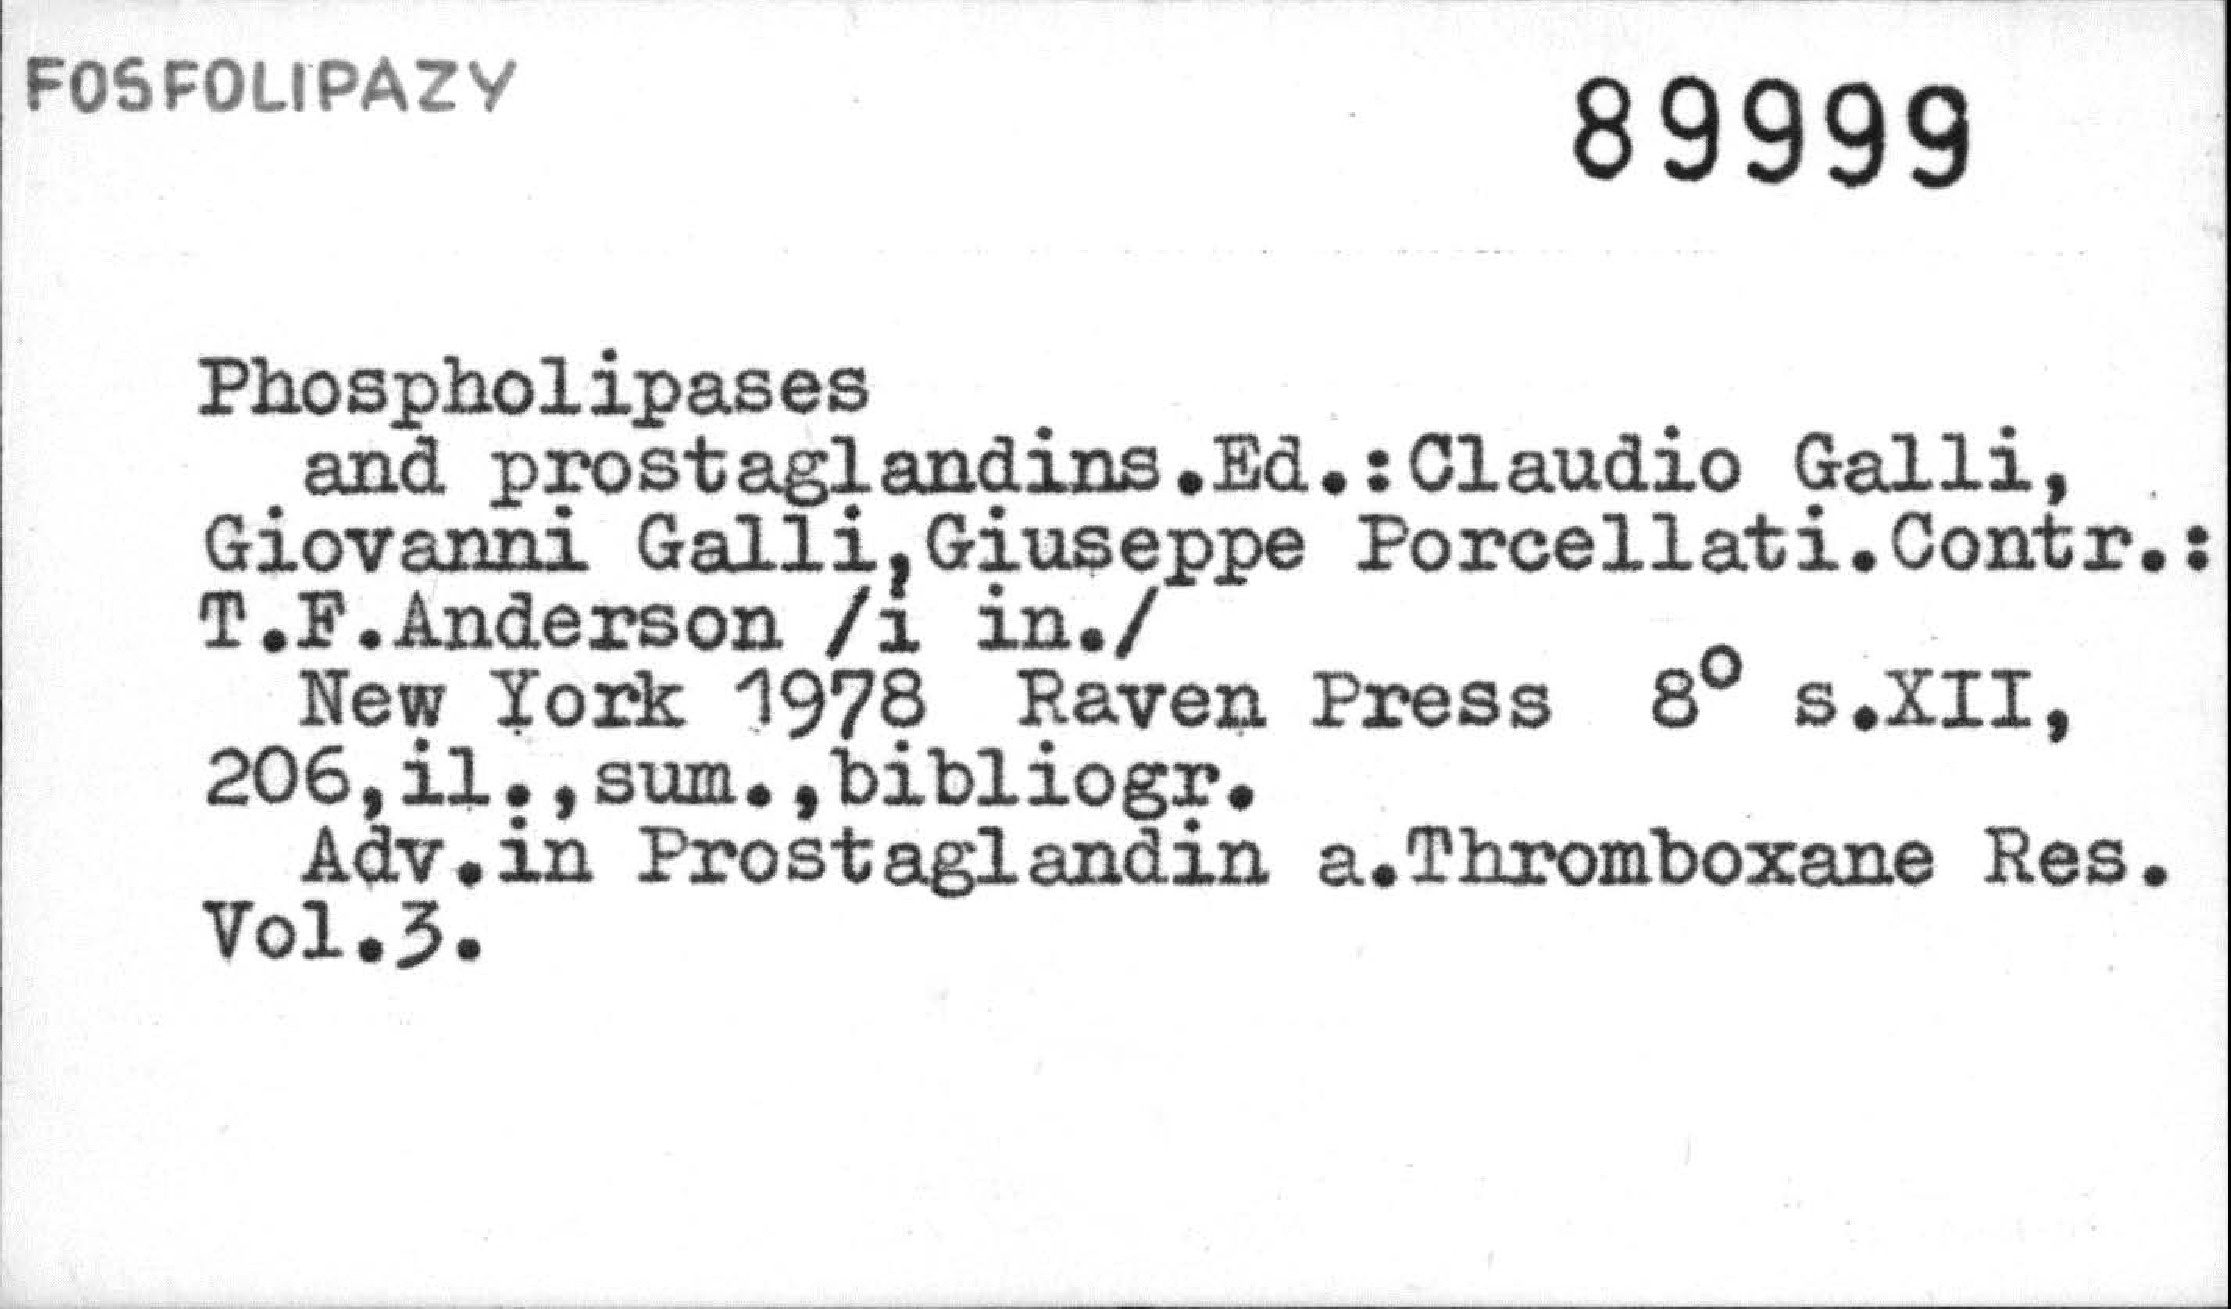 FOSFOLIPAZY
89999
Phospholipases
and prostaglandins.Ed.:Claudio Galli,
Giovanni Galli,Giuseppe Porcellati.Contr.:
T.F.Anderson /i in./
New York 1978 Raven Press 8° s.XII,
206,il.,sum.,bibliogr.
Adv.in Prostaglandin a.Thromboxane Res.
Vol.3.